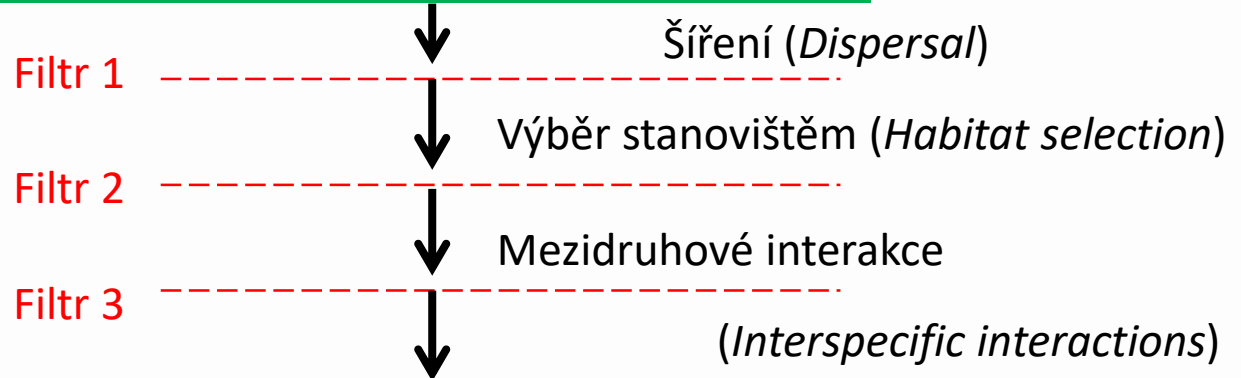 Šíření (Dispersal)
Filtr 1
Výběr stanovištěm (Habitat selection)
Filtr 2
Mezidruhové interakce
Filtr 3
(Interspecific interactions)